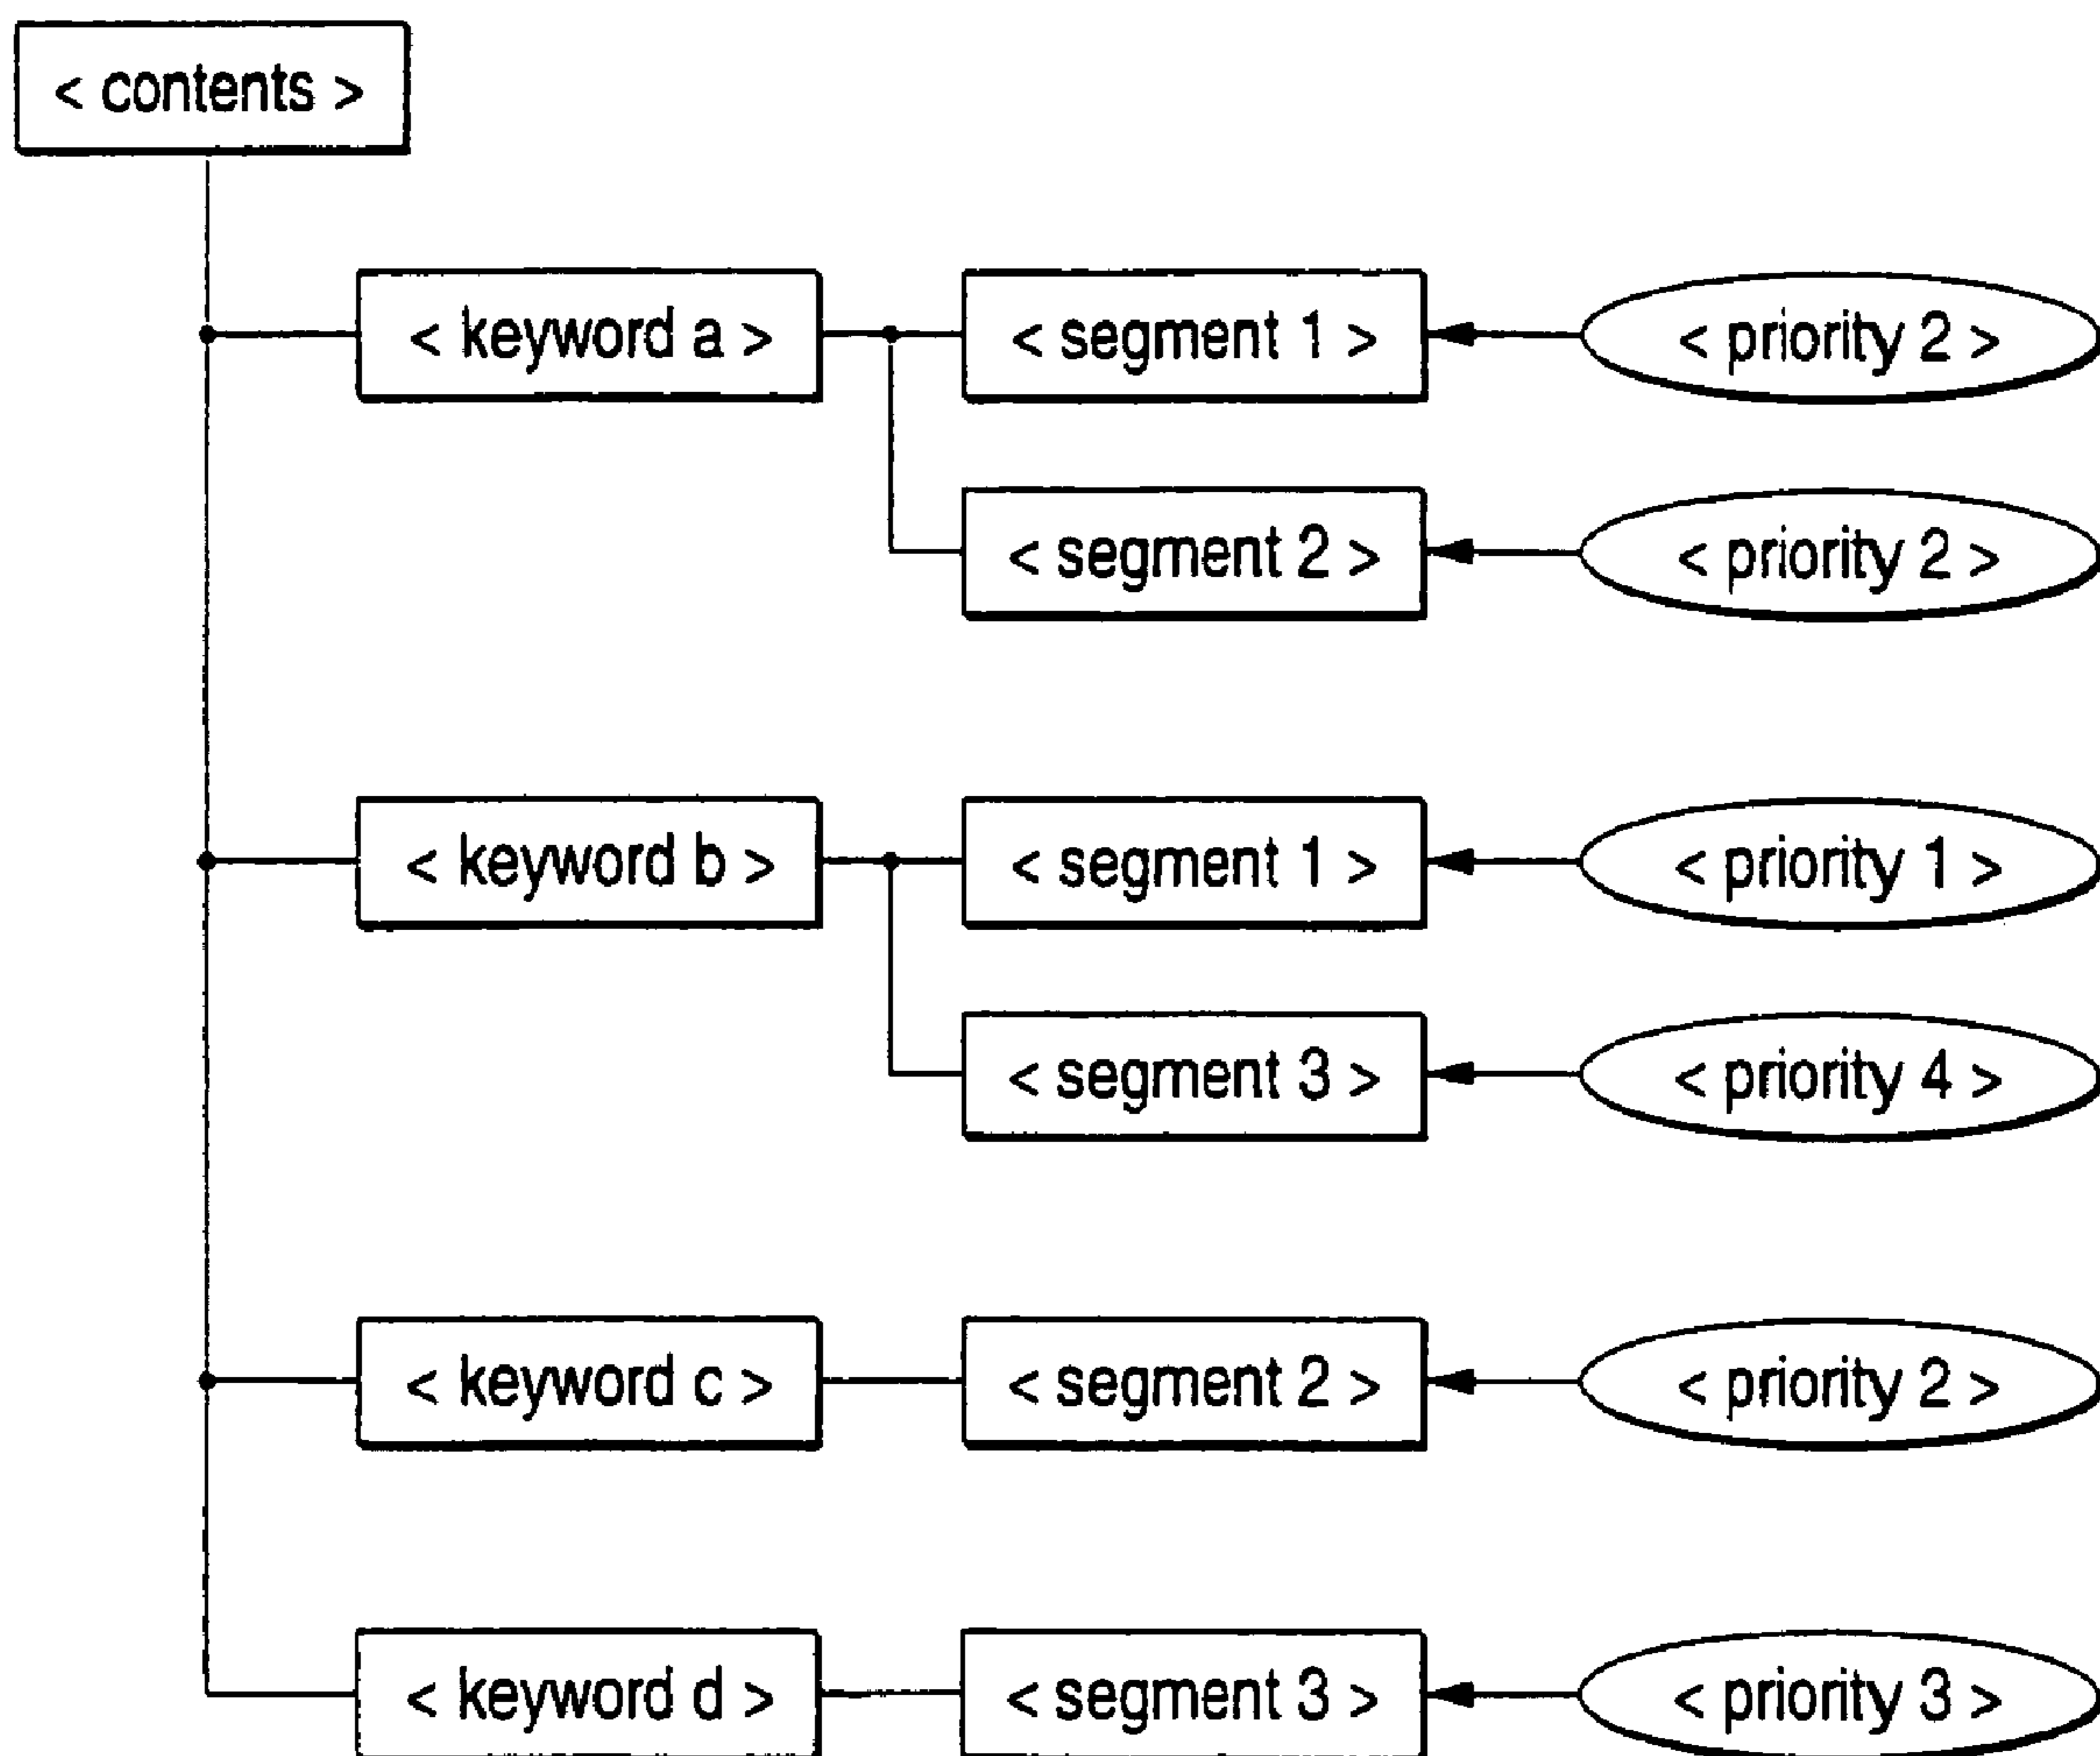 < contents >
< keyword a > < segment 1 > < priority 2 >
< segment 2 > < priority 2 >
< keyword b > < segment 1 > < priority 1 >
< segment 3 > < priority 4 >
< keyword c > < segment 2 > < priority 2 >
< keyword d > < segment 3 > < priority 3 >